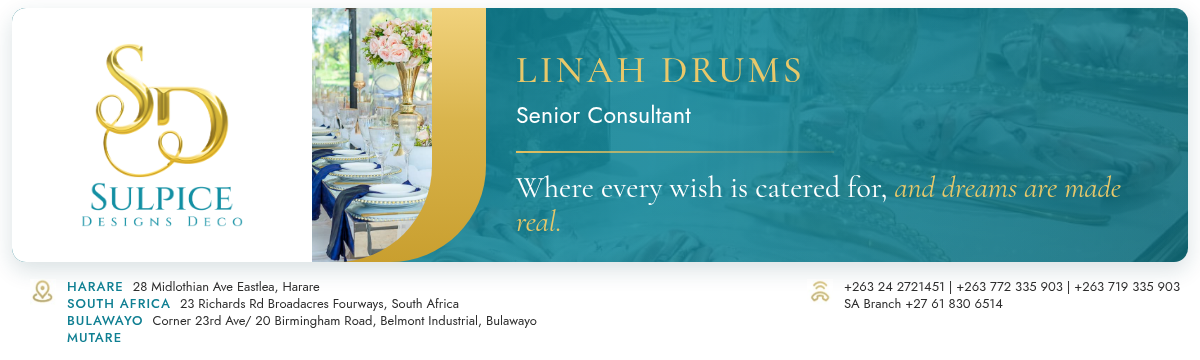 SD
SULPICE
DESIGNS DECO
LINAH DRUMS
Senior Consultant
Where every wish is catered for, and dreams are made
real.
HARARE 28 Midlothian Ave Eastlea, Harare
SOUTH AFRICA 23 Richards Rd Broadacres Fourways, South Africa
BULAWAYO Corner 23rd Ave/ 20 Birmingham Road, Belmont Industrial, Bulawayo
MUTARE
+263 24 2721451 | +263 772 335 903 | +263 719 335 903
SA Branch +27 61 830 6514